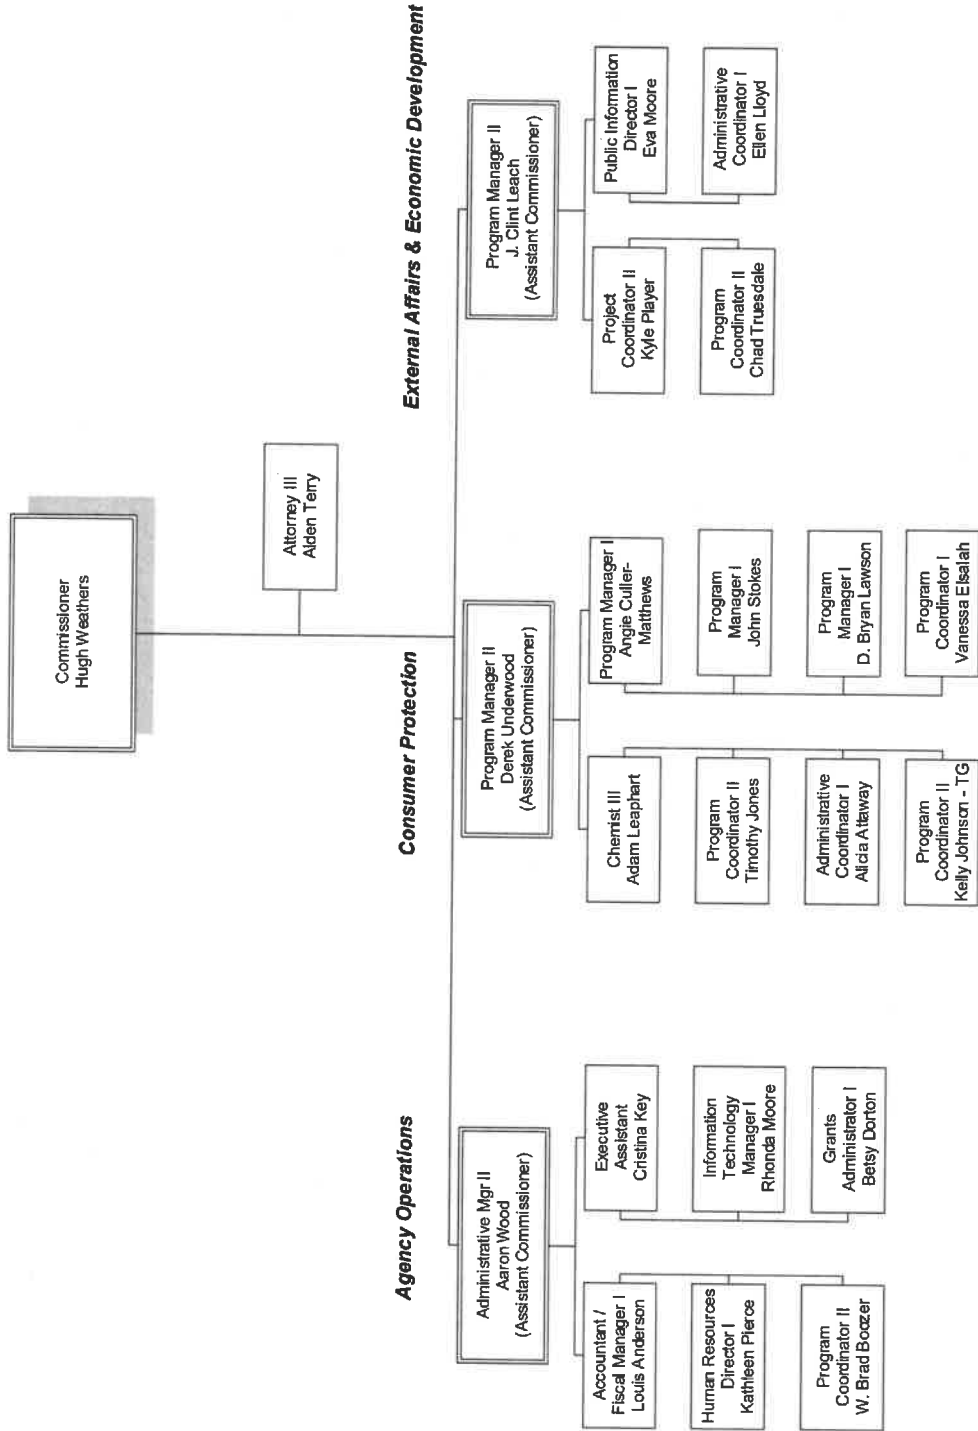 Commissioner
Hugh Weathers
Attorney III
Alden Terry
Agency Operations
Consumer Protection
External Affairs & Economic Development
Administrative Mgr II
Aaron Wood
(Assistant Commissioner)
Program Manager II
Derek Underwood
(Assistant Commissioner)
Program Manager II
J. Clint Leach
(Assistant Commissioner)
Accountant /
Fiscal Manager I
Louis Anderson
Executive
Assistant
Cristina Key
Human Resources
Director I
Kathleen Pierce
Information
Technology
Manager I
Rhonda Moore
Program
Coordinator II
W. Brad Boozer
Grants
Administrator I
Betsy Dorton
Chemist III
Adam Leaphart
Program Manager I
Angie Culler-
Matthews
Program
Coordinator II
Timothy Jones
Program
Manager I
John Stokes
Administrative
Coordinator I
Alicia Attaway
Program
Manager I
D. Bryan Lawson
Program
Coordinator II
Kelly Johnson - TG
Program
Coordinator I
Vanessa Elsalah
Project
Coordinator II
Kyle Player
Public Information
Director I
Eva Moore
Program
Coordinator II
Chad Truesdale
Administrative
Coordinator I
Ellen Lloyd